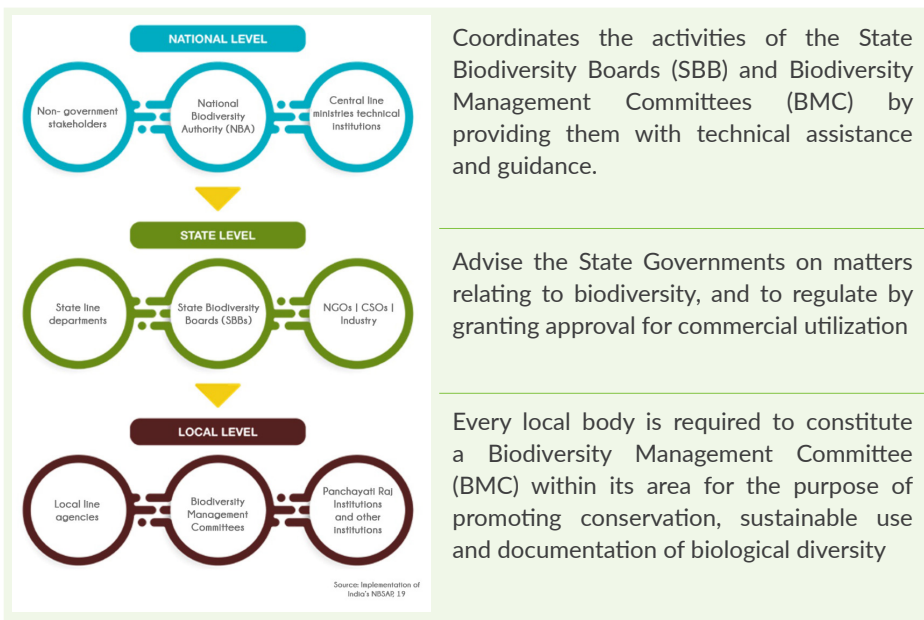 NATIONAL LEVEL
Non- government
stakeholders
National
Biodiversity
Authority (NBA)
Central line
ministries technical
institutions
Coordinates the activities of the State
Biodiversity Boards (SBB) and Biodiversity
Management Committees (BMC) by
providing them with technical assistance
and guidance.
STATE LEVEL
State line
departments
State Biodiversity
Boards (SBBs)
NGOs | CSOs |
Industry
Advise the State Governments on matters
relating to biodiversity, and to regulate by
granting approval for commercial utilization
LOCAL LEVEL
Local line
agencies
Biodiversity
Management
Committees
Panchayati Raj
Institutions
and other
Institutions
Every local body is required to constitute
a Biodiversity Management Committee
(BMC) within its area for the purpose of
promoting conservation, sustainable use
and documentation of biological diversity
Source: Implementation of
India's NBSAP, 19